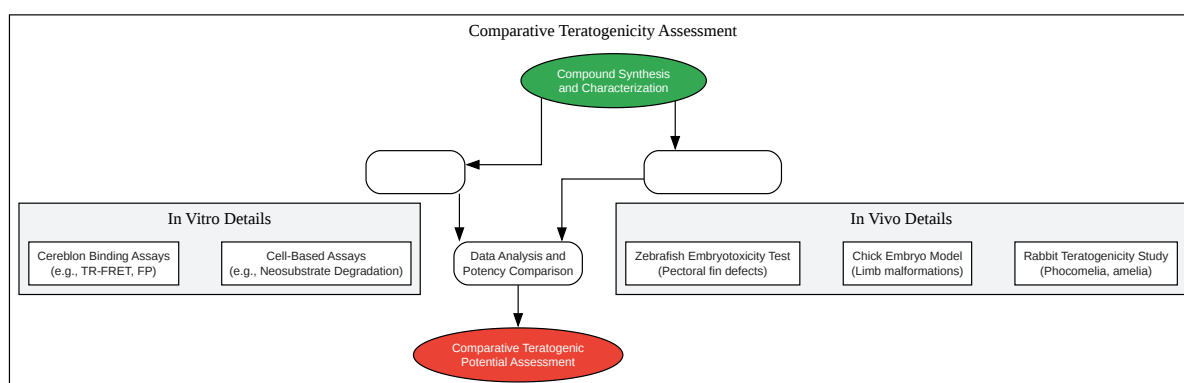 Comparative Teratogenicity Assessment
Compound Synthesis
and Characterization
In Vitro Details
Cereblon Binding Assays
(e.g., TR-FRET, FP)
Cell-Based Assays
(e.g., Neosubstrate Degradation)
Data Analysis and
Potency Comparison
In Vivo Details
Zebrafish Embryotoxicity Test
(Pectoral fin defects)
Chick Embryo Model
(Limb malformations)
Rabbit Teratogenicity Study
(Phocomelia, amelia)
Comparative Teratogenic
Potential Assessment